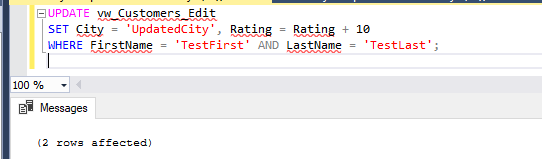 UPDATE vw_Customers_Edit
SET City = 'UpdatedCity', Rating = Rating + 10
WHERE FirstName = 'TestFirst' AND LastName = 'TestLast';
100 %
Messages
(2 rows affected)